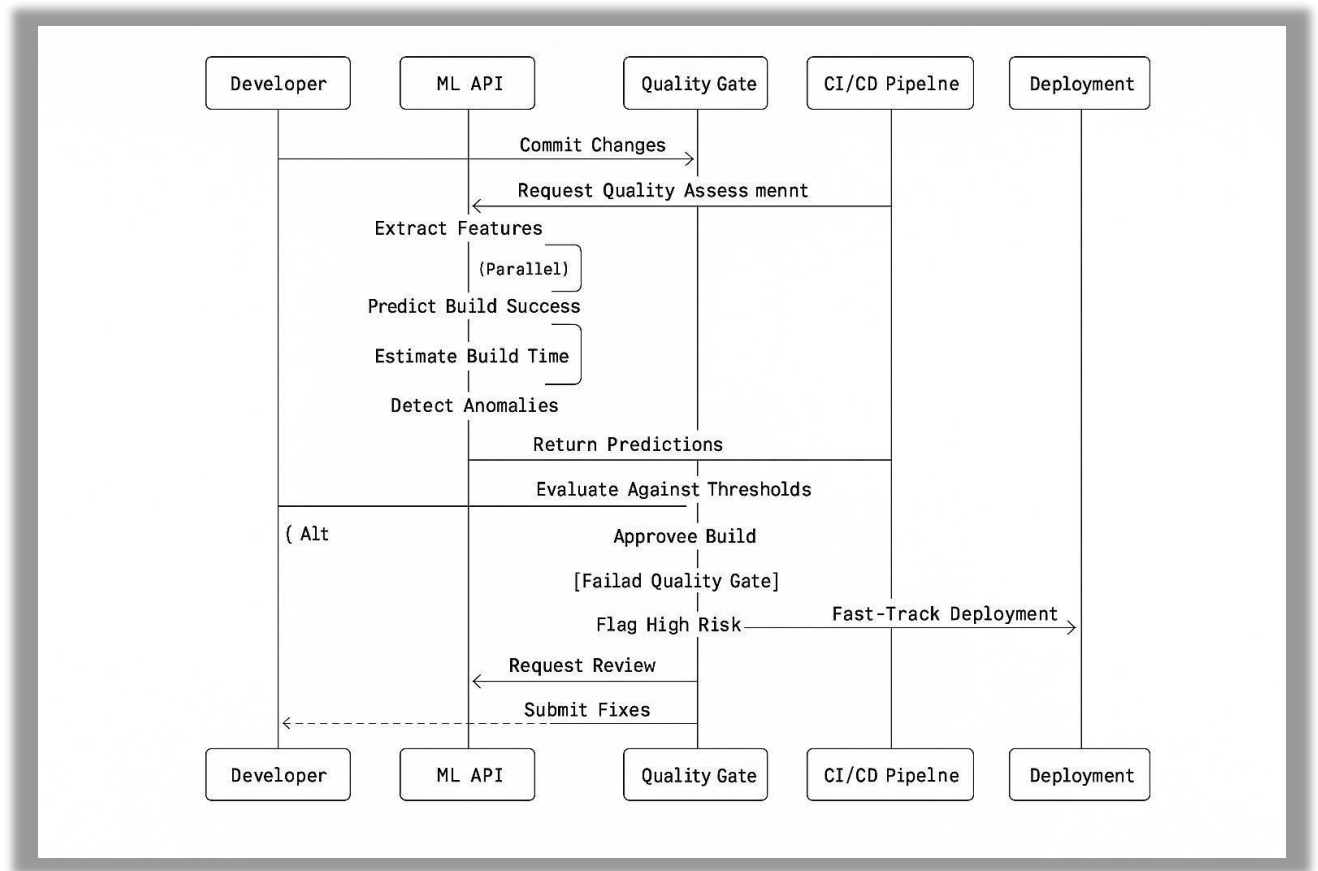 Developer
ML API
Quality Gate
CI/CD Pipelne
Deployment
Commit Changes
Request Quality Assess mennt
Extract Features
(Parallel)
Predict Build Success
Estimate Build Time
Detect Anomalies
Return Predictions
Evaluate Against Thresholds
( Alt
Approvee Build
[Failad Quality Gate]
Fast-Track Deployment
Flag High Risk
Request Review
Submit Fixes
Developer
ML API
Quality Gate
CI/CD Pipelne
Deployment